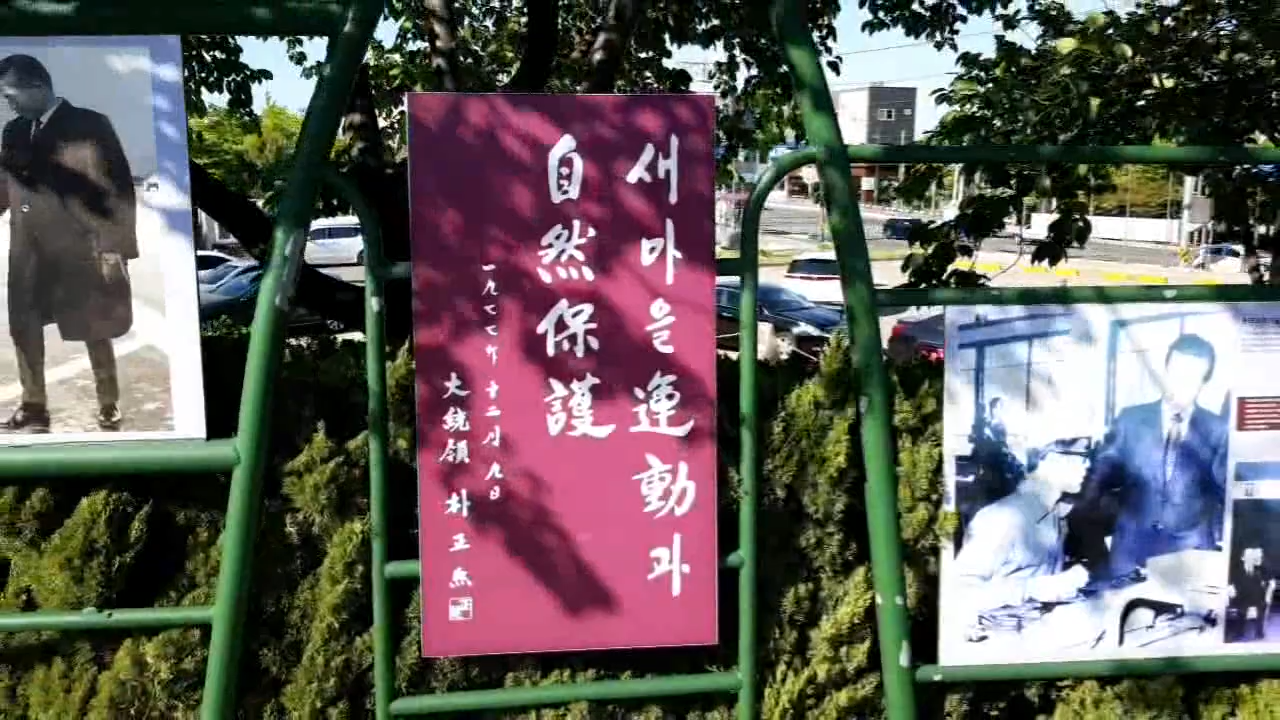 새마을運動과
自然保護
一九七七年 十二月 九日
大統領 朴正熙